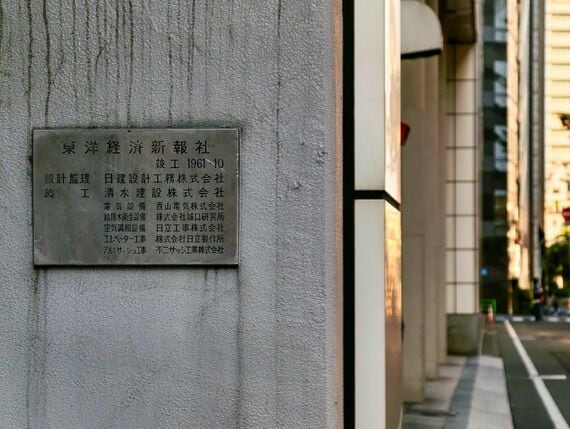 東洋経済新報社
竣工 1961-10
設計監理 日建設計工務株式会社
施工 清水建設株式会社
電気設備 西山電気株式会社
給排水衛生設備 株式会社城口研究所
空気調和設備 日立工事株式会社
エレベーター工事 株式会社日立製作所
アルミサッシュ工事 不二サッシ工業株式会社